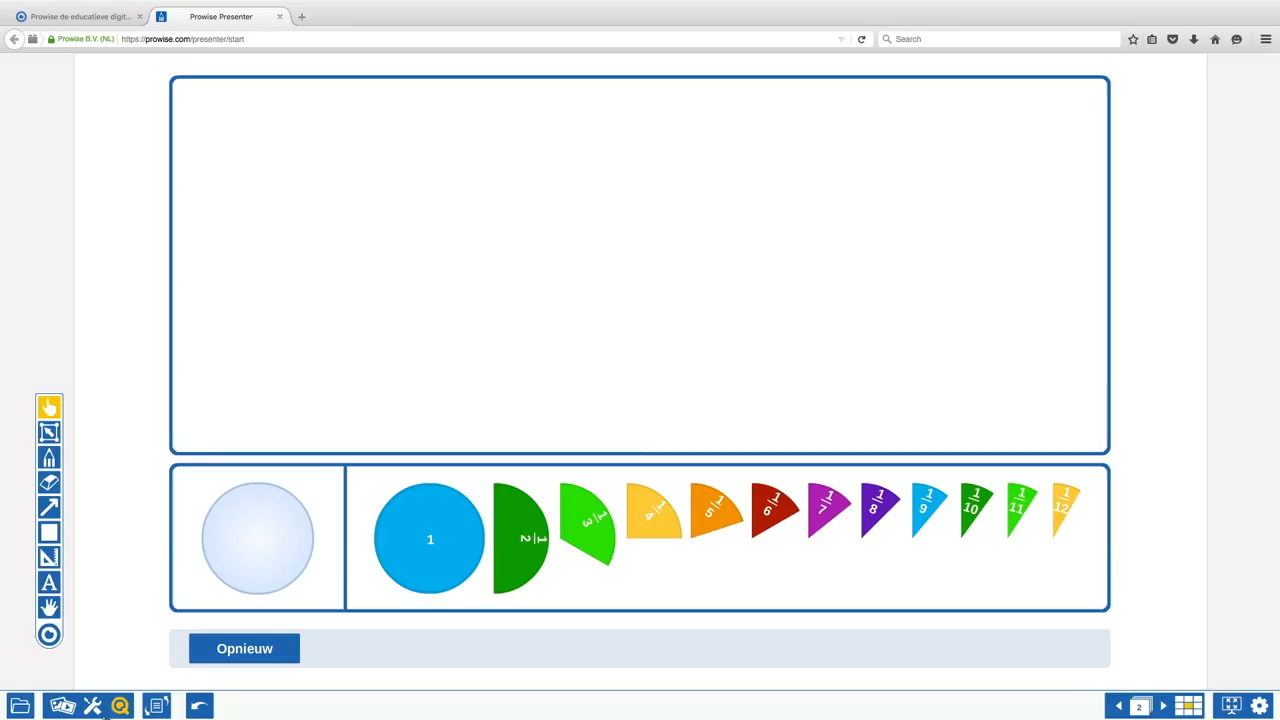 Prowise de educatieve digit...
Prowise Presenter
Prowise B.V. (NL)
https://prowise.com/presenter/start
Search
1
1/2
1/3
1/4
1/5
1/6
1/7
1/8
1/9
1/10
1/11
1/12
A
Opnieuw
2